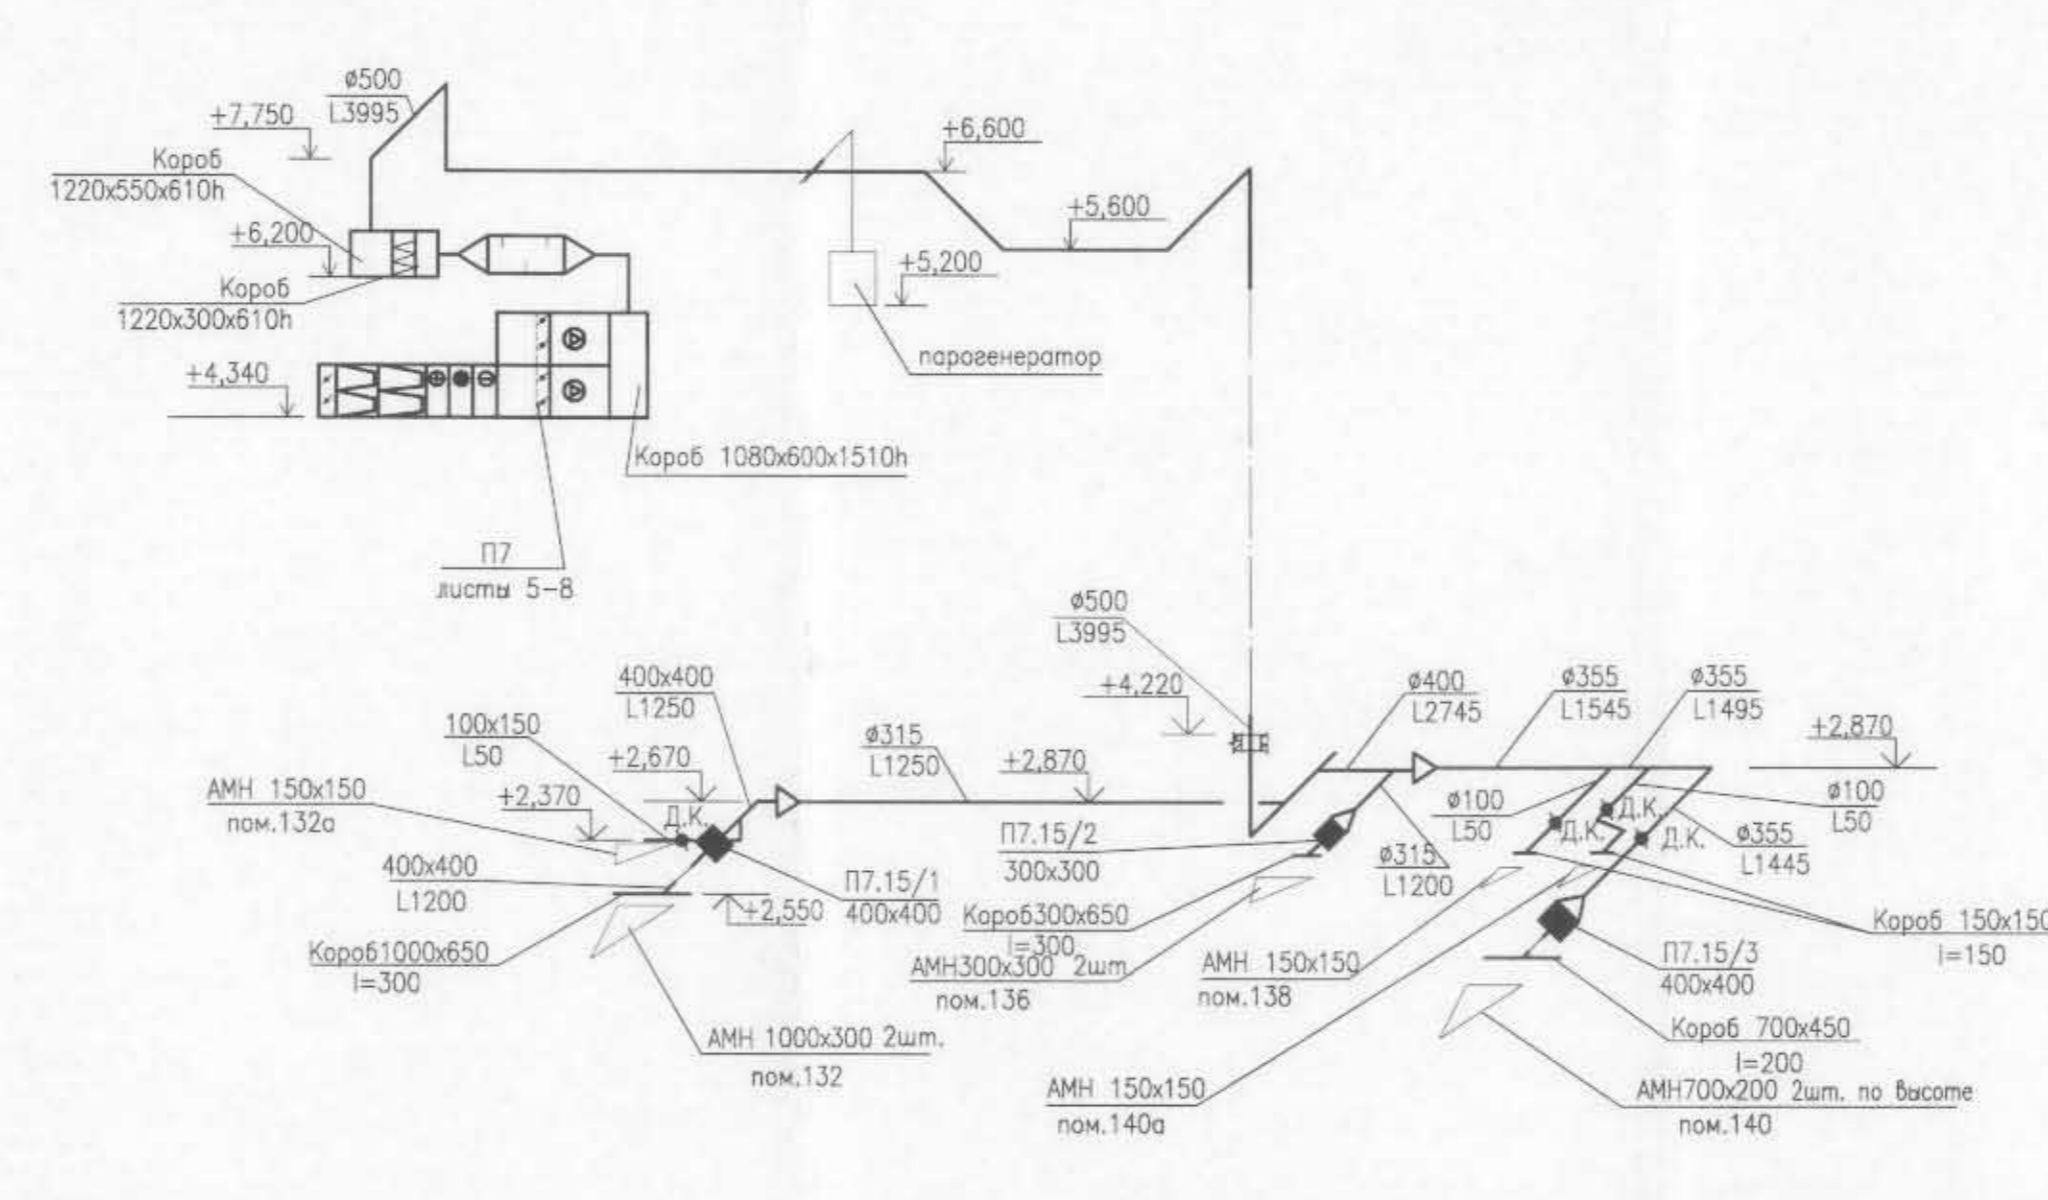 ø500
L3995
+7,750
Короб
1220x550x610h
+6,200
Короб
1220x300x610h
+4,340
+6,600
+5,600
+5,200
парогенератор
Короб 1080x600x1510h
П7
листы 5-8
ø500
L3995
+4,220
400x400
L1250
100x150
L50
+2,670
+2,370
Д.К.
АМН 150x150
пом.132а
400x400
L1200
Короб1000x650
l=300
ø315
L1250
+2,870
П7.15/1
400x400
+2,550
АМН 1000x300 2шт.
пом.132
П7.15/2
300x300
Короб300x650
l=300
АМН300x300 2шт
пом.136
ø400
L2745
ø355
L1545
ø355
L1495
+2,870
ø315
L1200
ø100
L50
Д.К.
Д.К.
Д.К.
ø100
L50
ø355
L1445
АМН 150x150
пом.138
АМН 150x150
пом.140а
Короб 150x150
l=150
П7.15/3
400x400
Короб 700x450
l=200
АМН700x200 2шт. по высоте
пом.140